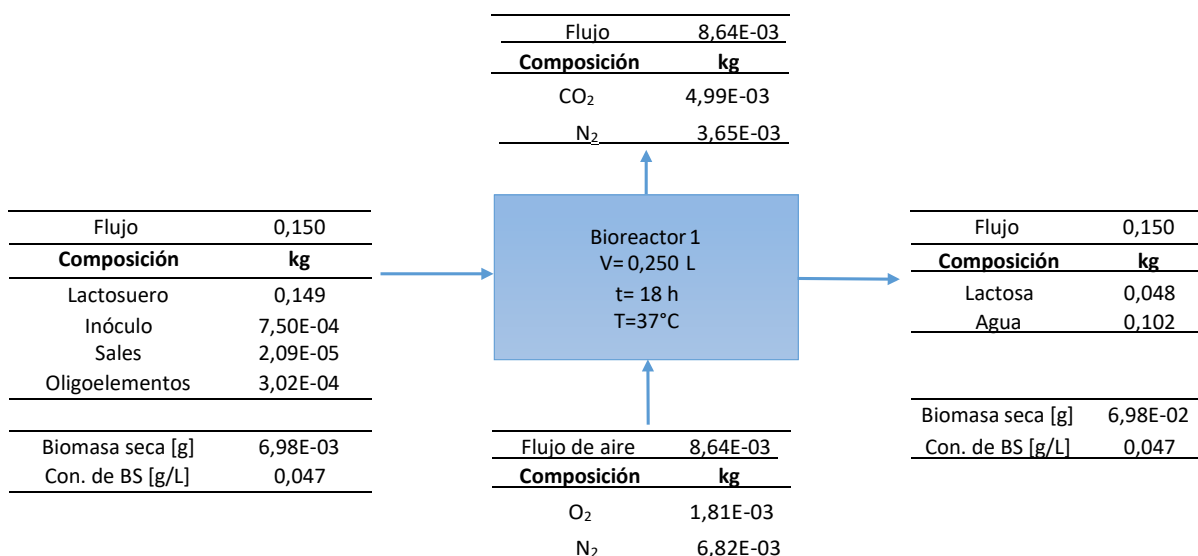 Flujo 8,64E-03
Composición kg
CO₂ 4,99E-03
N₂ 3,65E-03
Flujo 0,150
Composición kg
Lactosuero 0,149
Inóculo 7,50E-04
Sales 2,09E-05
Oligoelementos 3,02E-04
Biomasa seca [g] 6,98E-03
Con. de BS [g/L] 0,047
Bioreactor 1
V= 0,250 L
t= 18 h
T=37°C
Flujo 0,150
Composición kg
Lactosa 0,048
Agua 0,102
Biomasa seca [g] 6,98E-02
Con. de BS [g/L] 0,047
Flujo de aire 8,64E-03
Composición kg
O₂ 1,81E-03
N₂ 6,82E-03